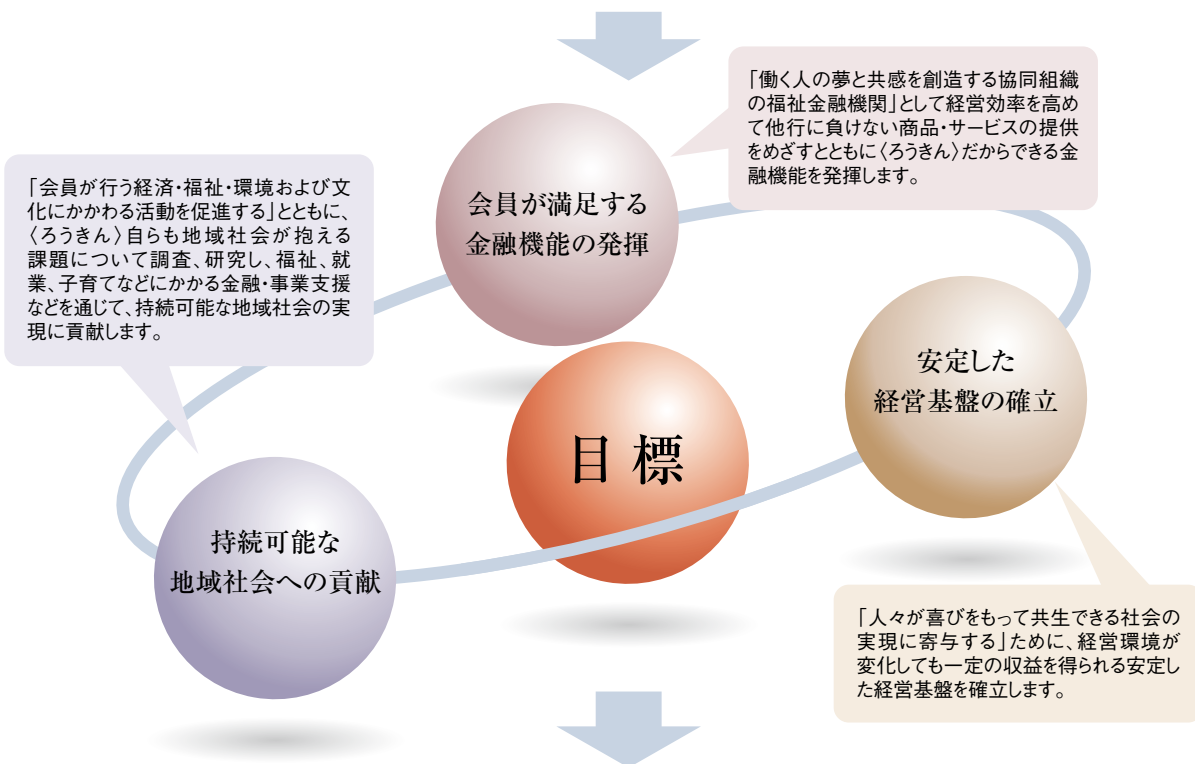 「働く人の夢と共感を創造する協同組織
の福祉金融機関」として経営効率を高め
て他行に負けない商品・サービスの提供
をめざすとともに〈ろうきん〉だからできる金
融機能を発揮します。
会員が満足する
金融機能の発揮
「会員が行う経済・福祉・環境および文
化にかかわる活動を促進する」とともに、
〈ろうきん〉自らも地域社会が抱える
課題について調査、研究し、福祉、就
業、子育てなどにかかる金融・事業支援
などを通じて、持続可能な地域社会の実
現に貢献します。
安定した
経営基盤の確立
目標
持続可能な
地域社会への貢献
「人々が喜びをもって共生できる社会の
実現に寄与する」ために、経営環境が
変化しても一定の収益を得られる安定し
た経営基盤を確立します。